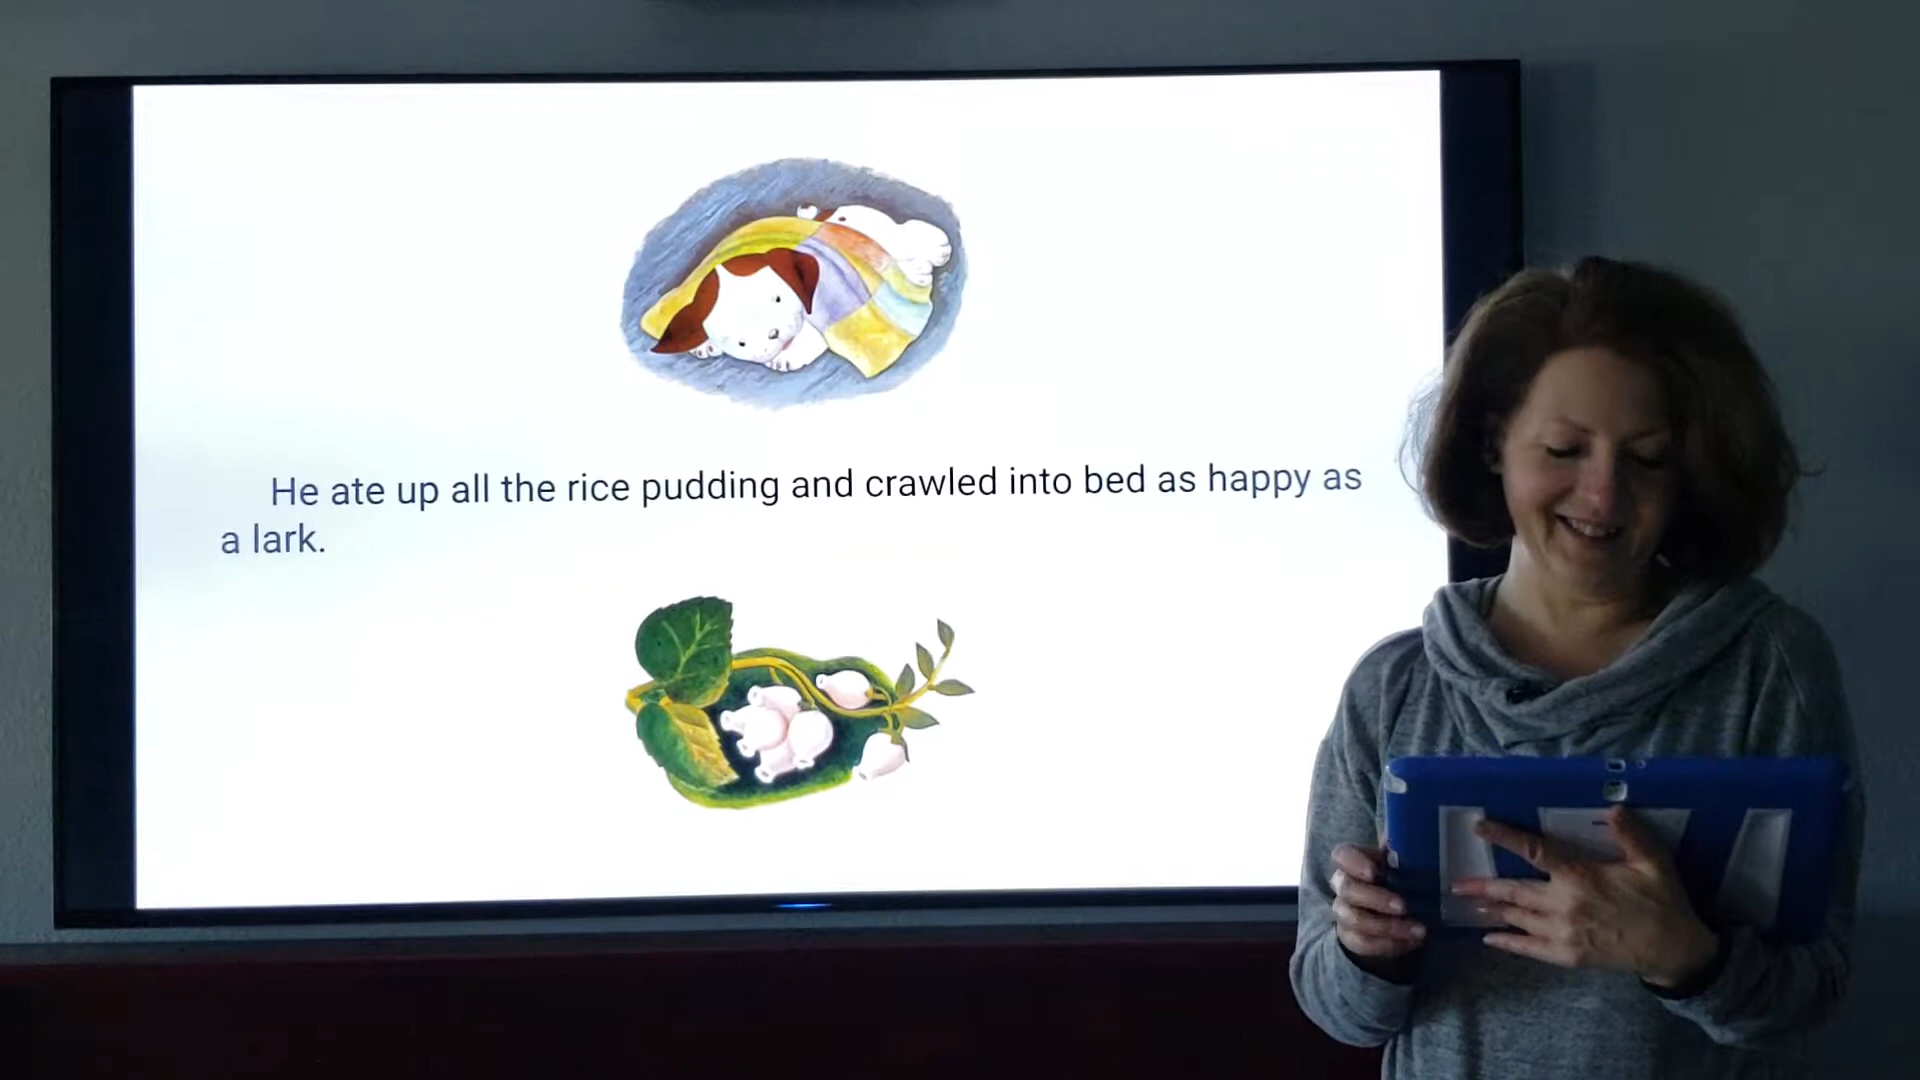 He ate up all the rice pudding and crawled into bed as happy as
a lark.